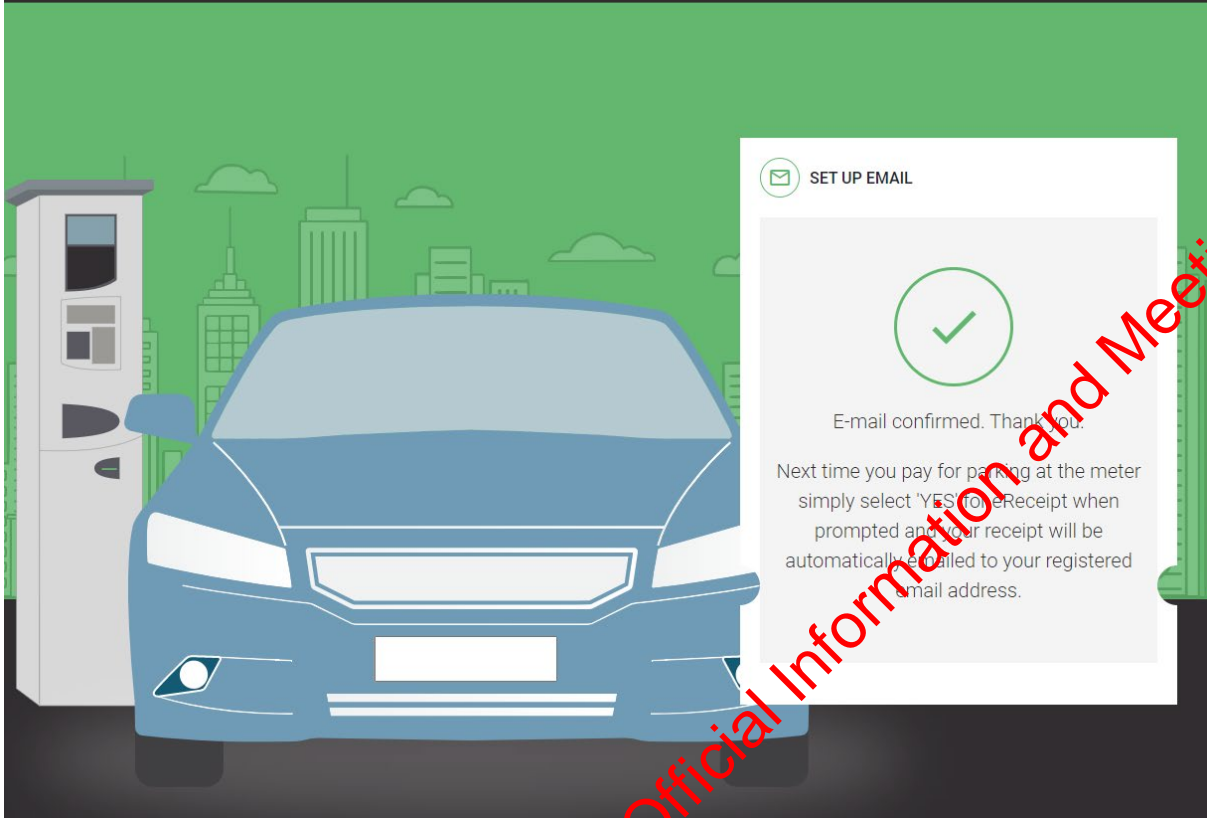 SET UP EMAIL
E-mail confirmed. Thank you.
Next time you pay for parking at the meter
simply select 'YES' for eReceipt when
prompted and your receipt will be
automatically emailed to your registered
email address.
Official Information and Meeti